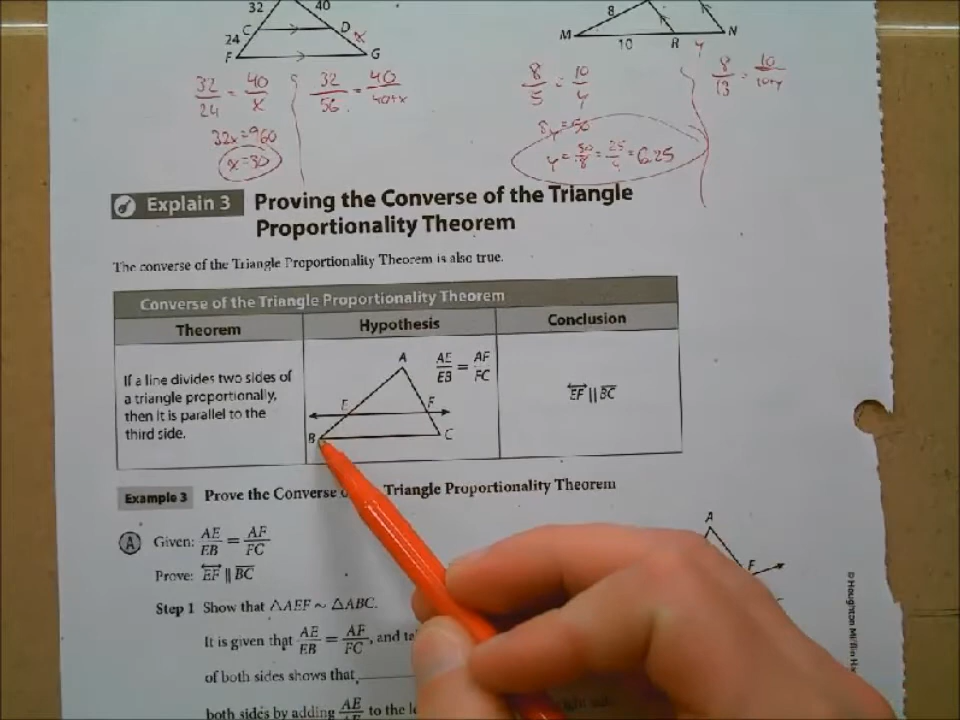 32 40
C D x
24
F G
8
M N
10 R y
32/24 = 40/x 32/56 = 40/40+x
32x=960
x=30
8/5 = 10/y 8/13 = 10/10+y
8y=50
y=50/8=25/4=6.25
Explain 3 Proving the Converse of the Triangle
Proportionality Theorem
The converse of the Triangle Proportionality Theorem is also true.
Converse of the Triangle Proportionality Theorem
Theorem Hypothesis Conclusion
If a line divides two sides of
a triangle proportionally,
then it is parallel to the
third side.
A AE/EB = AF/FC
E F
B C
EF || BC
Example 3 Prove the Converse Triangle Proportionality Theorem
A Given: AE/EB = AF/FC
Prove: EF || BC
Step 1 Show that △AEF ~ △ABC.
It is given that AE/EB = AF/FC, and
of both sides shows that
both sides by adding AE/AE to the
A
F
© Houghton Mifflin